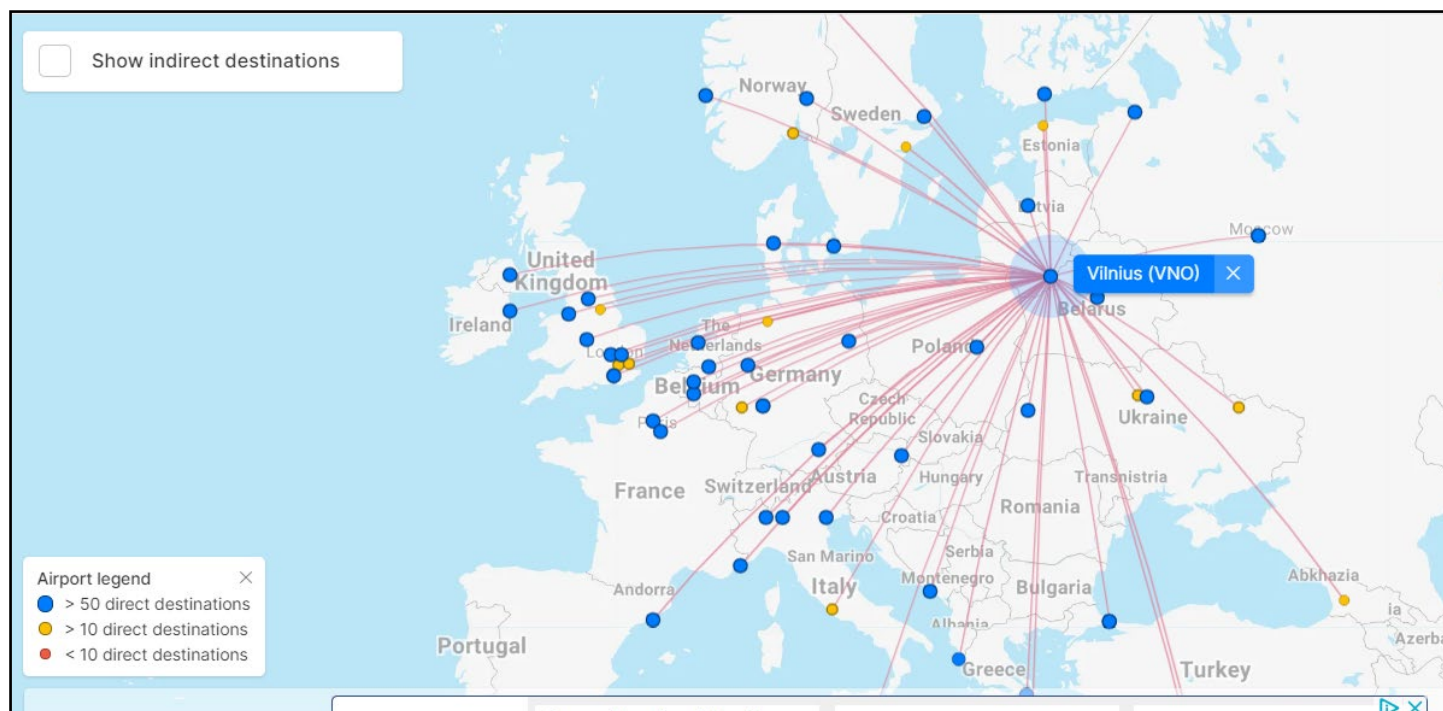 Show indirect destinations
Norway
Sweden
Estonia
Latvia
Moscow
United
Kingdom
Vilnius (VNO)
Ireland
Belarus
London
The
Netherlands
Poland
Belgium
Germany
Czech
Republic
Paris
Ukraine
Slovakia
France
Switzerland
Austria
Hungary
Transnistria
Croatia
Romania
San Marino
Serbia
Airport legend
> 50 direct destinations
> 10 direct destinations
< 10 direct destinations
Andorra
Italy
Montenegro
Bulgaria
Abkhazia
ia
Albania
Azerba
Portugal
Greece
Turkey